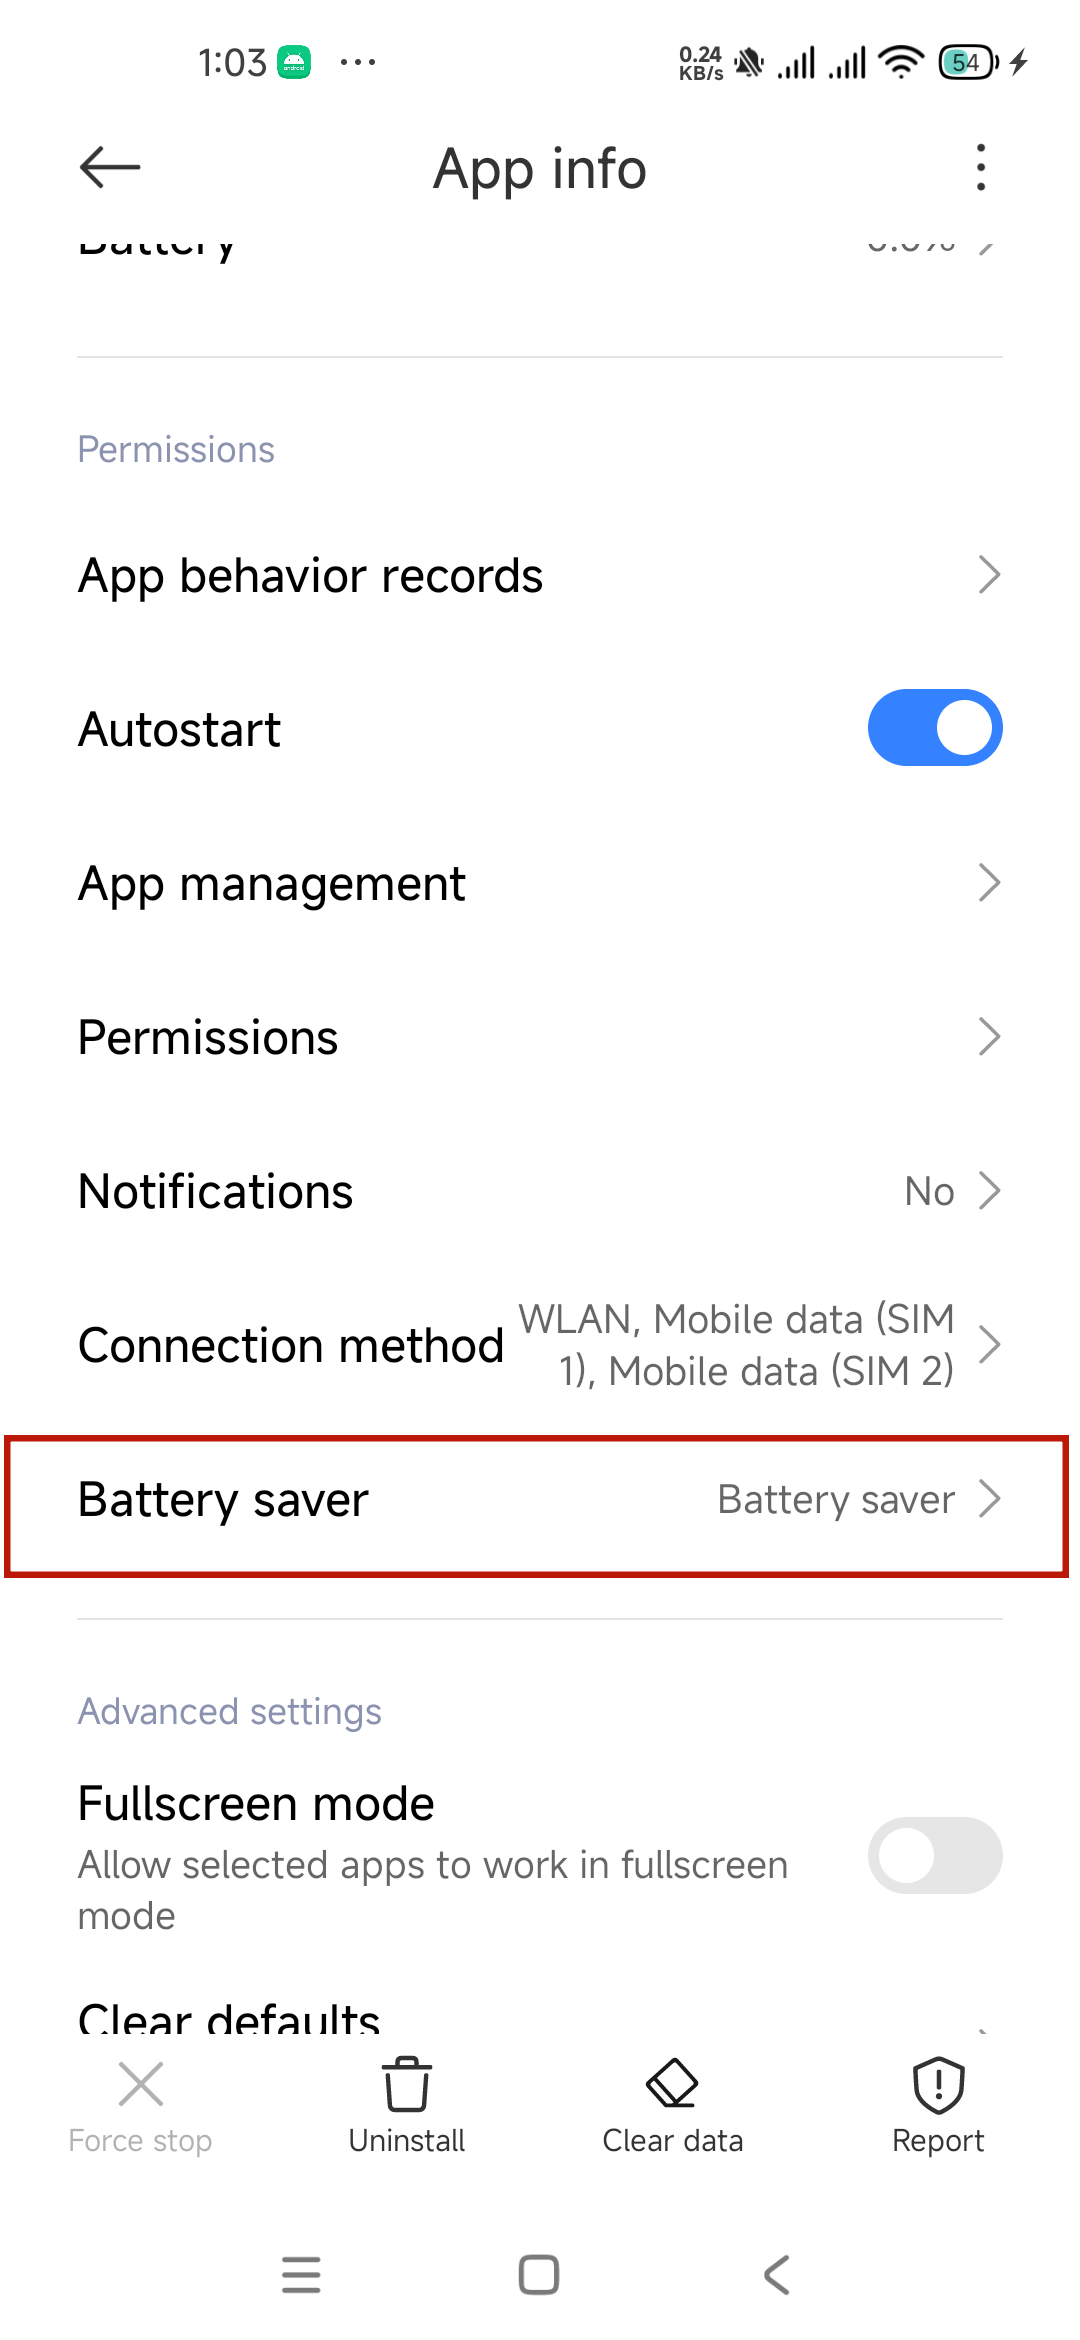 1:03
0.24
KB/s
54
App info
Battery
Permissions
App behavior records
Autostart
App management
Permissions
Notifications
No
Connection method
WLAN, Mobile data (SIM
1), Mobile data (SIM 2)
Battery saver
Battery saver
Advanced settings
Fullscreen mode
Allow selected apps to work in fullscreen
mode
Clear defaults
Force stop
Uninstall
Clear data
Report